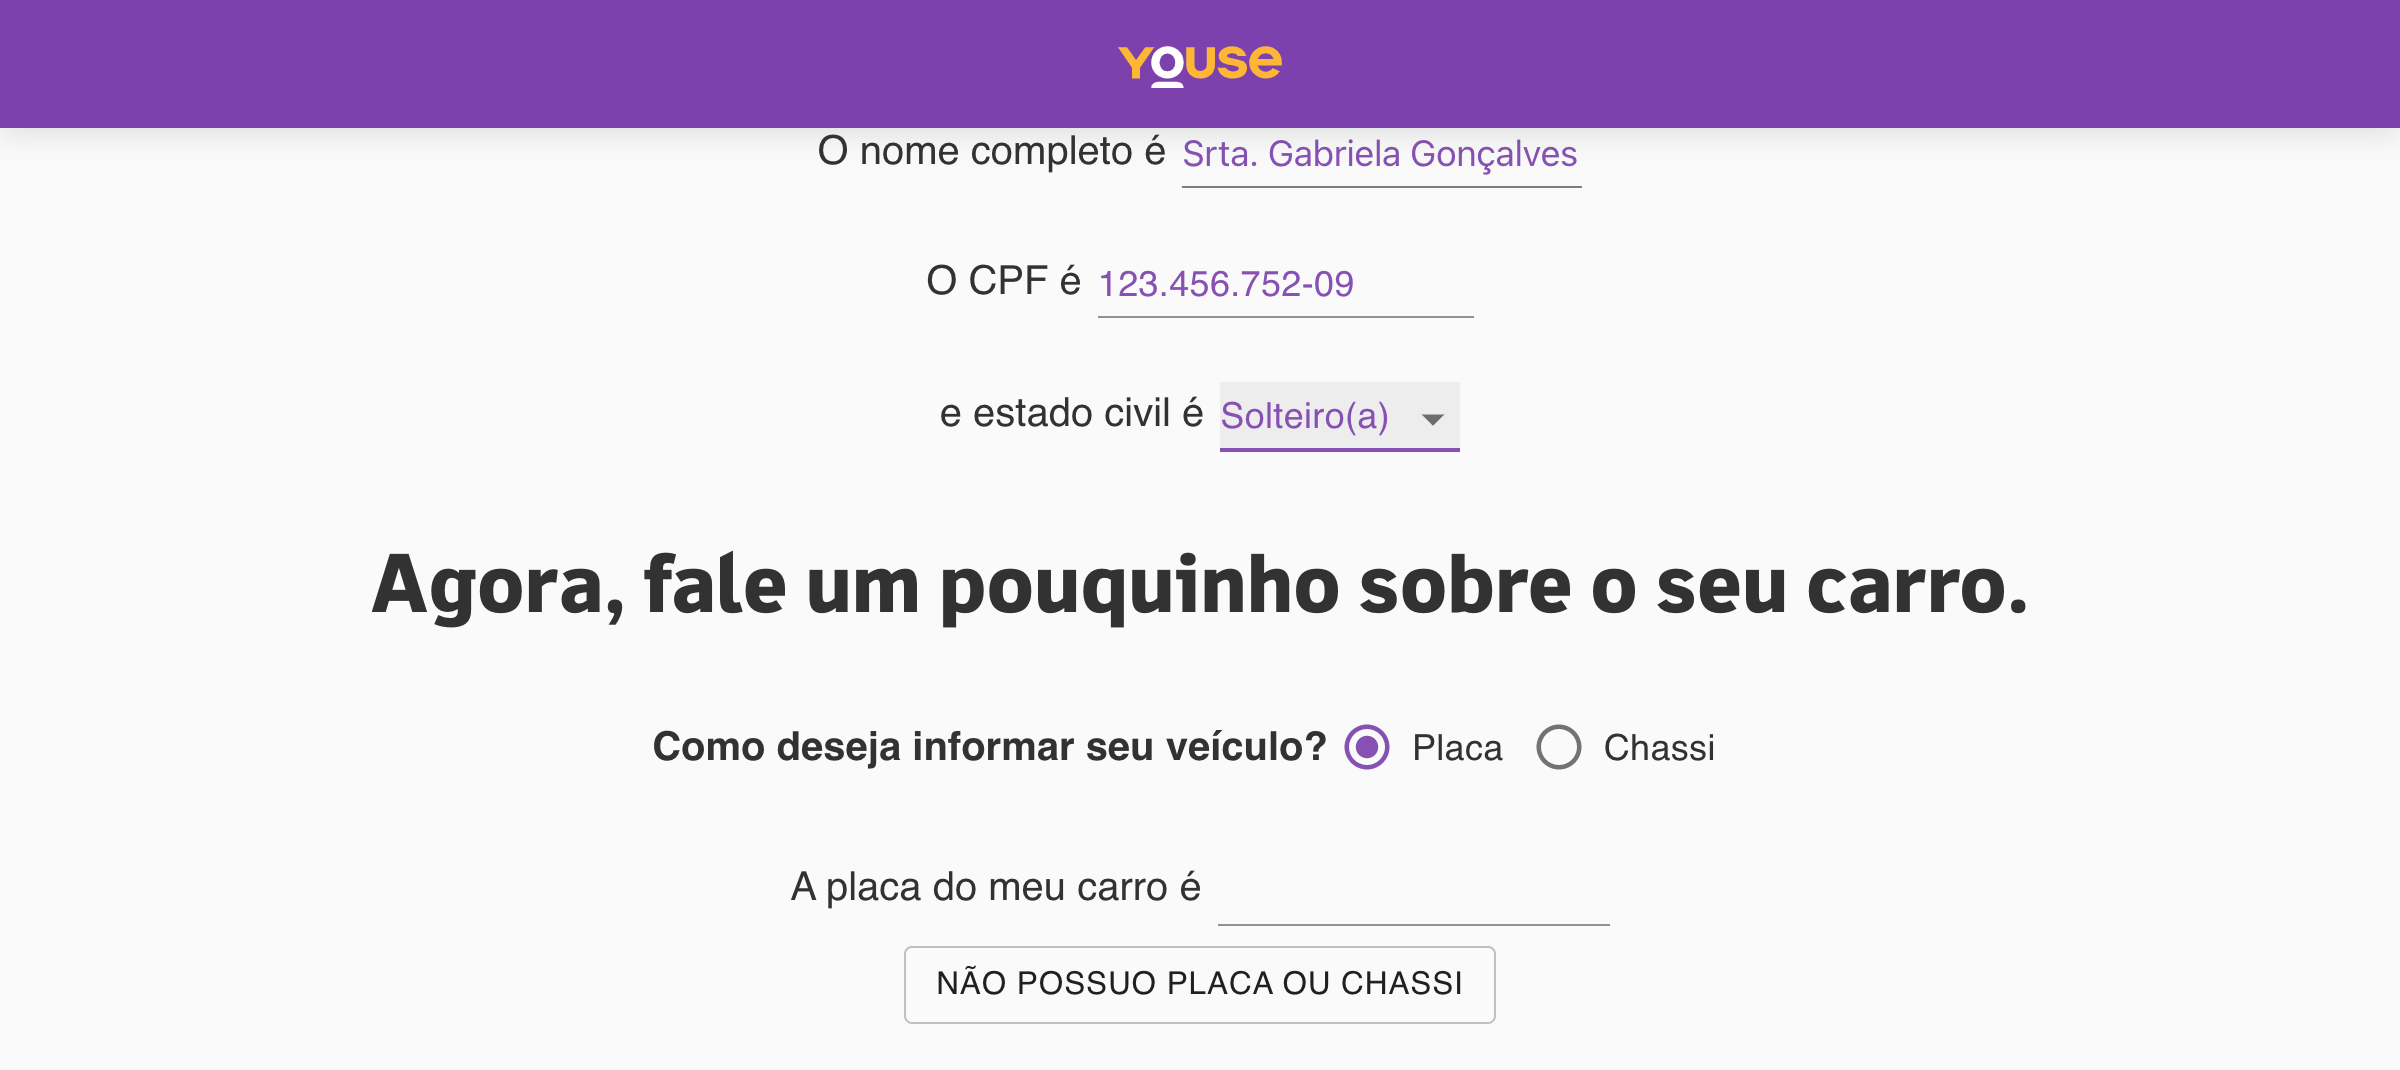 YOUSE
O nome completo é Srta. Gabriela Gonçalves
O CPF é 123.456.752-09
e estado civil é Solteiro(a)
Agora, fale um pouquinho sobre o seu carro.
Como deseja informar seu veículo? Placa Chassi
A placa do meu carro é
NÃO POSSUO PLACA OU CHASSI